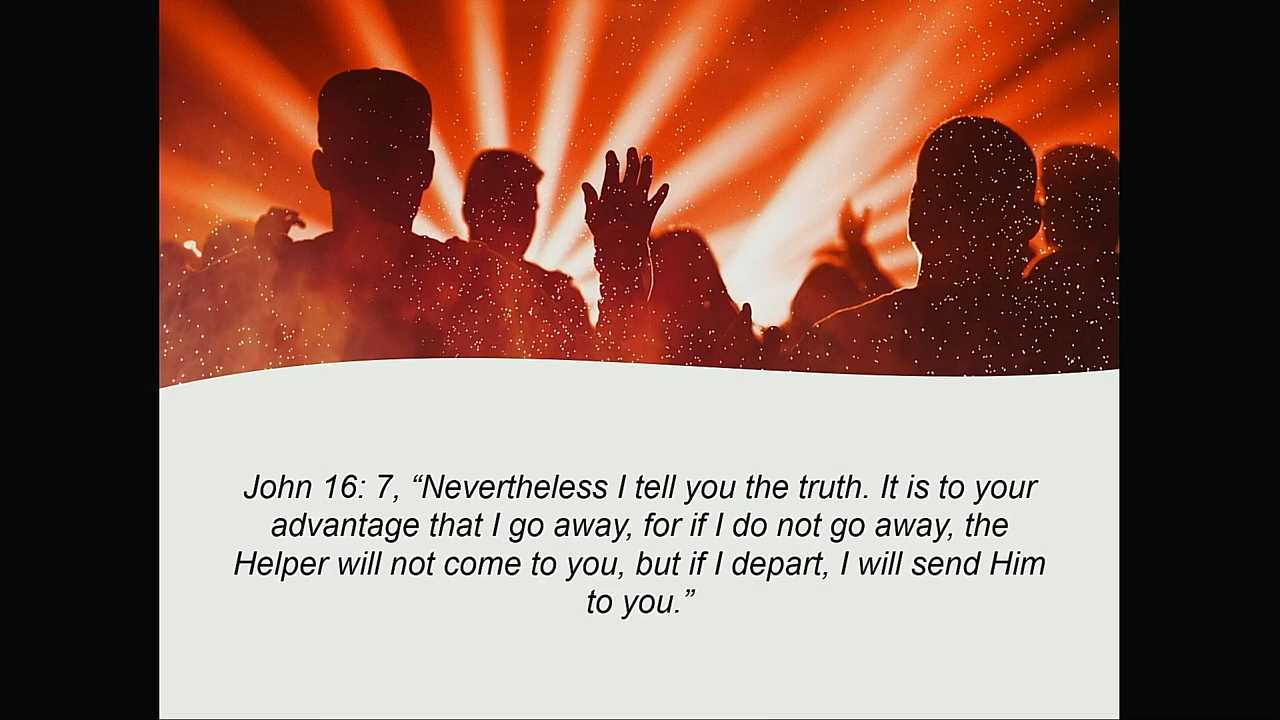 John 16: 7, “Nevertheless I tell you the truth. It is to your
advantage that I go away, for if I do not go away, the
Helper will not come to you, but if I depart, I will send Him
to you.”